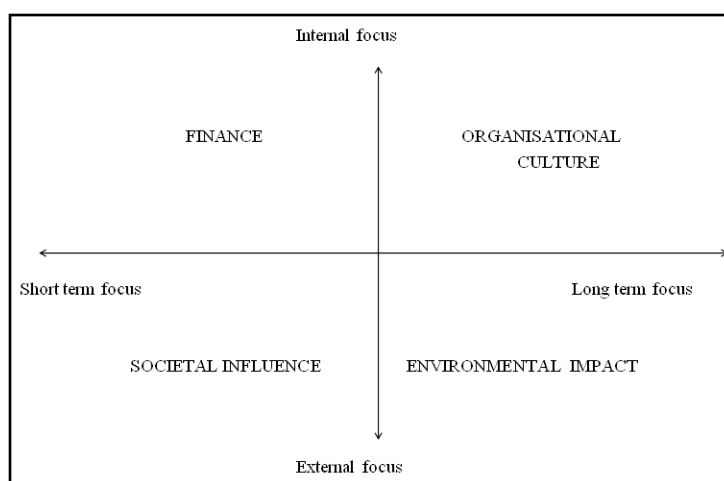 Internal focus
FINANCE
ORGANISATIONAL
CULTURE
Short term focus
Long term focus
SOCIETAL INFLUENCE
ENVIRONMENTAL IMPACT
External focus